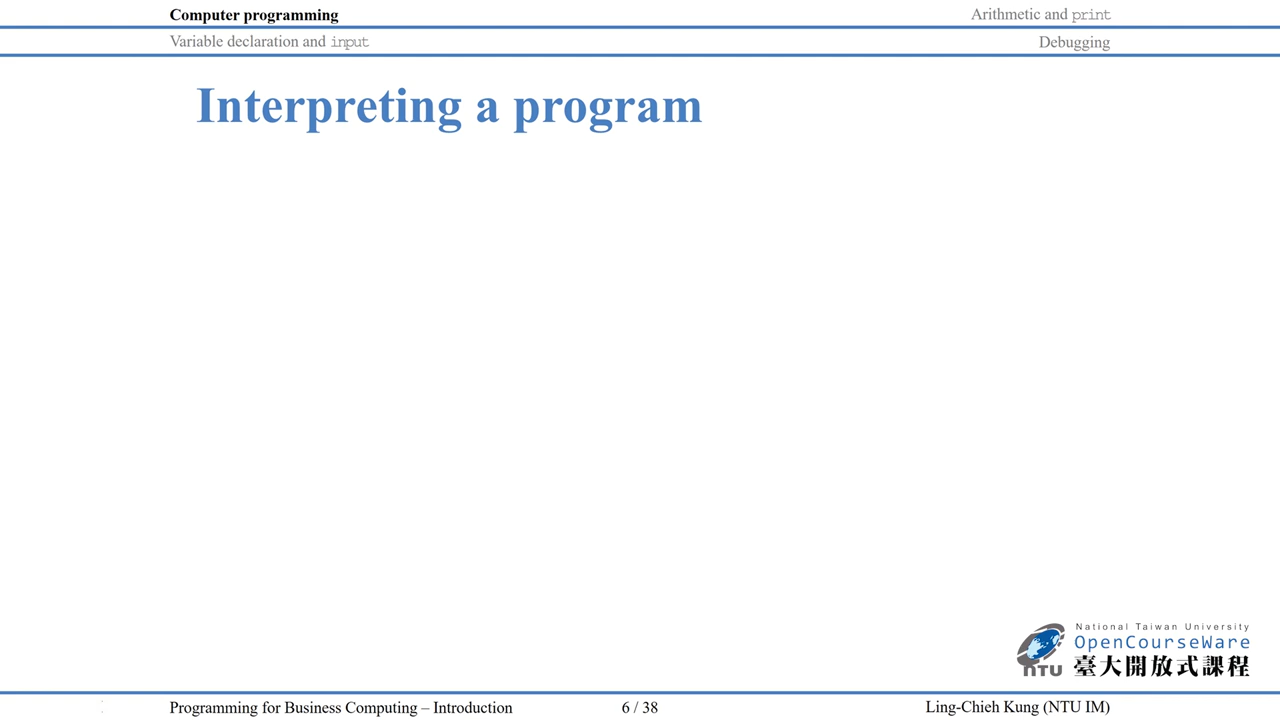 Computer programming
Arithmetic and print
Variable declaration and input
Debugging
Interpreting a program
National Taiwan University
OpenCourseWare
NTU 臺大開放式課程
Programming for Business Computing – Introduction
6 / 38
Ling-Chieh Kung (NTU IM)